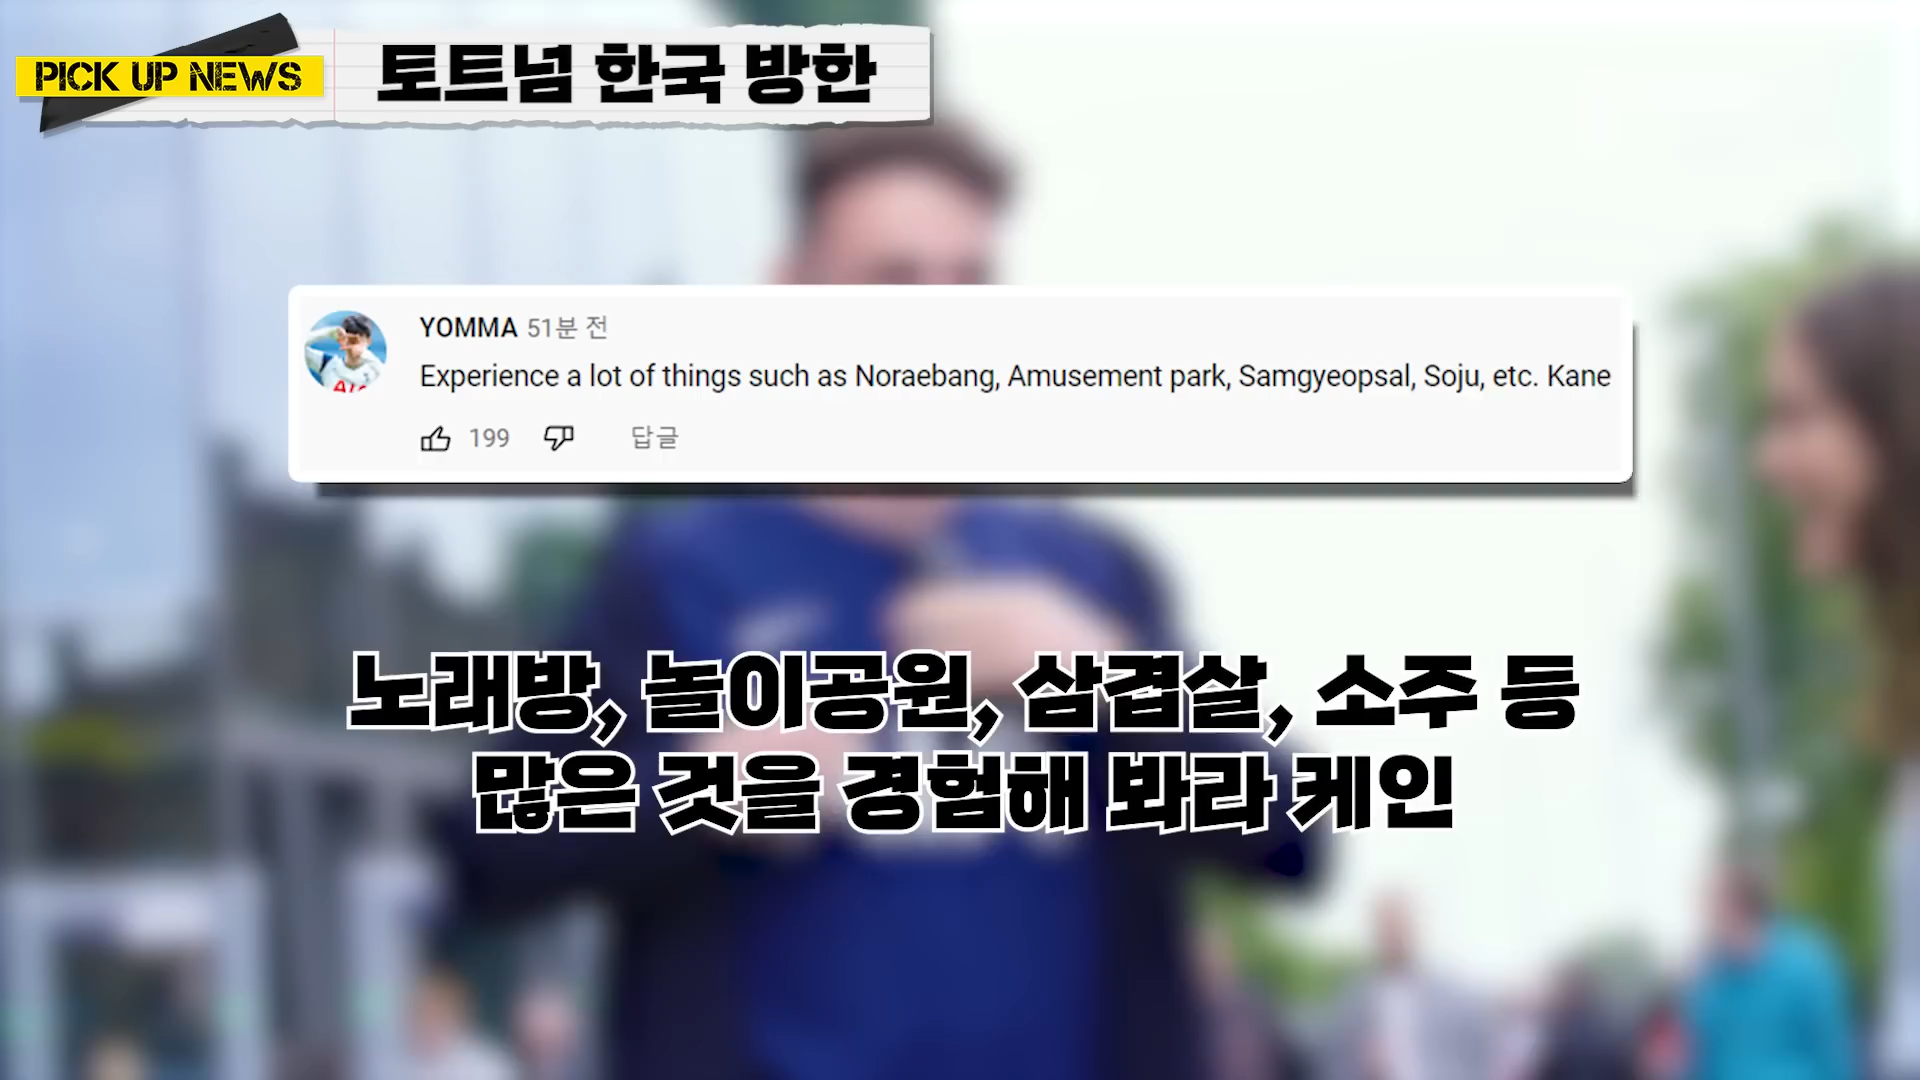 PICK UP NEWS
토트넘 한국 방한
YOMMA 51분 전
Experience a lot of things such as Noraebang, Amusement park, Samgyeopsal, Soju, etc. Kane
199 답글
노래방, 놀이공원, 삼겹살, 소주 등
많은 것을 경험해 봐라 케인